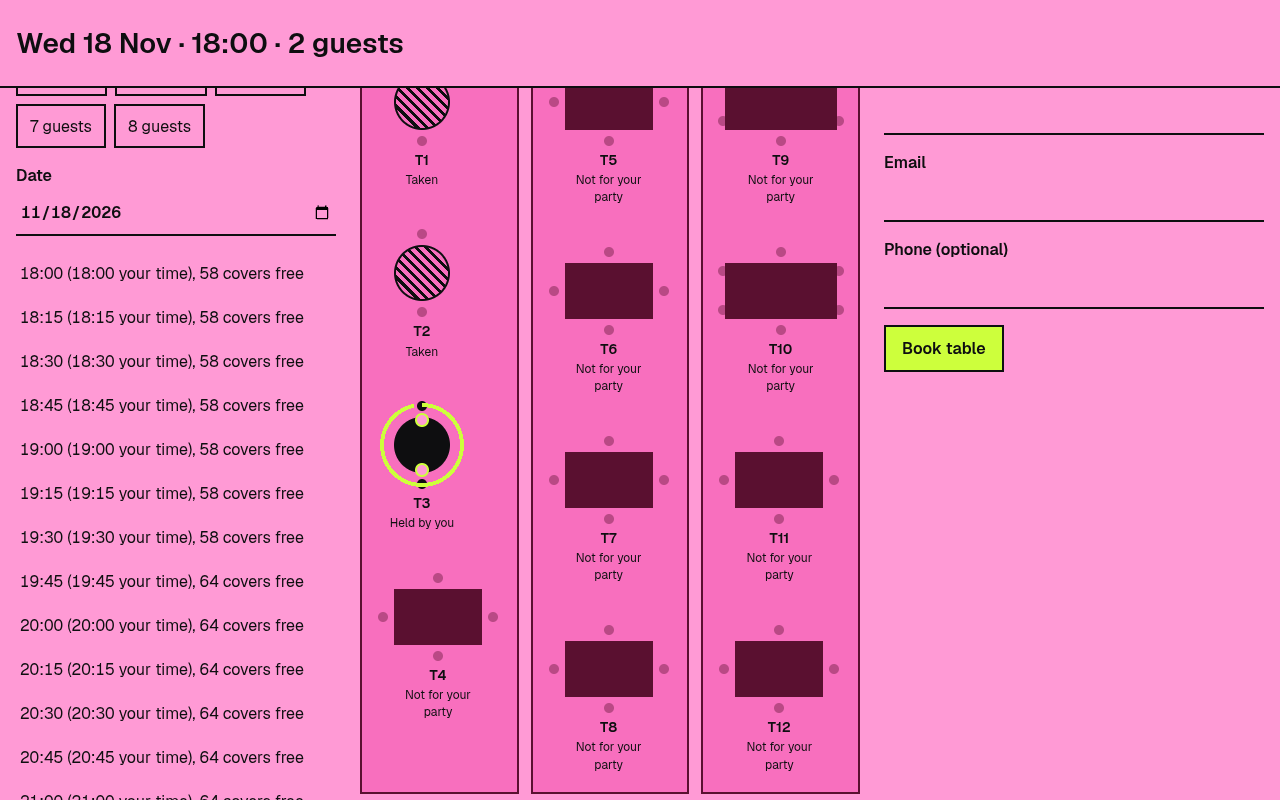 Wed 18 Nov · 18:00 · 2 guests
7 guests
8 guests
Date
11/18/2026
18:00 (18:00 your time), 58 covers free
18:15 (18:15 your time), 58 covers free
18:30 (18:30 your time), 58 covers free
18:45 (18:45 your time), 58 covers free
19:00 (19:00 your time), 58 covers free
19:15 (19:15 your time), 58 covers free
19:30 (19:30 your time), 58 covers free
19:45 (19:45 your time), 64 covers free
20:00 (20:00 your time), 64 covers free
20:15 (20:15 your time), 64 covers free
20:30 (20:30 your time), 64 covers free
20:45 (20:45 your time), 64 covers free
21:00 (21:00 your time), 64 covers free
T1
Taken
T2
Taken
T3
Held by you
T4
Not for your
party
T5
Not for your
party
T6
Not for your
party
T7
Not for your
party
T8
Not for your
party
T9
Not for your
party
T10
Not for your
party
T11
Not for your
party
T12
Not for your
party
Email
Phone (optional)
Book table